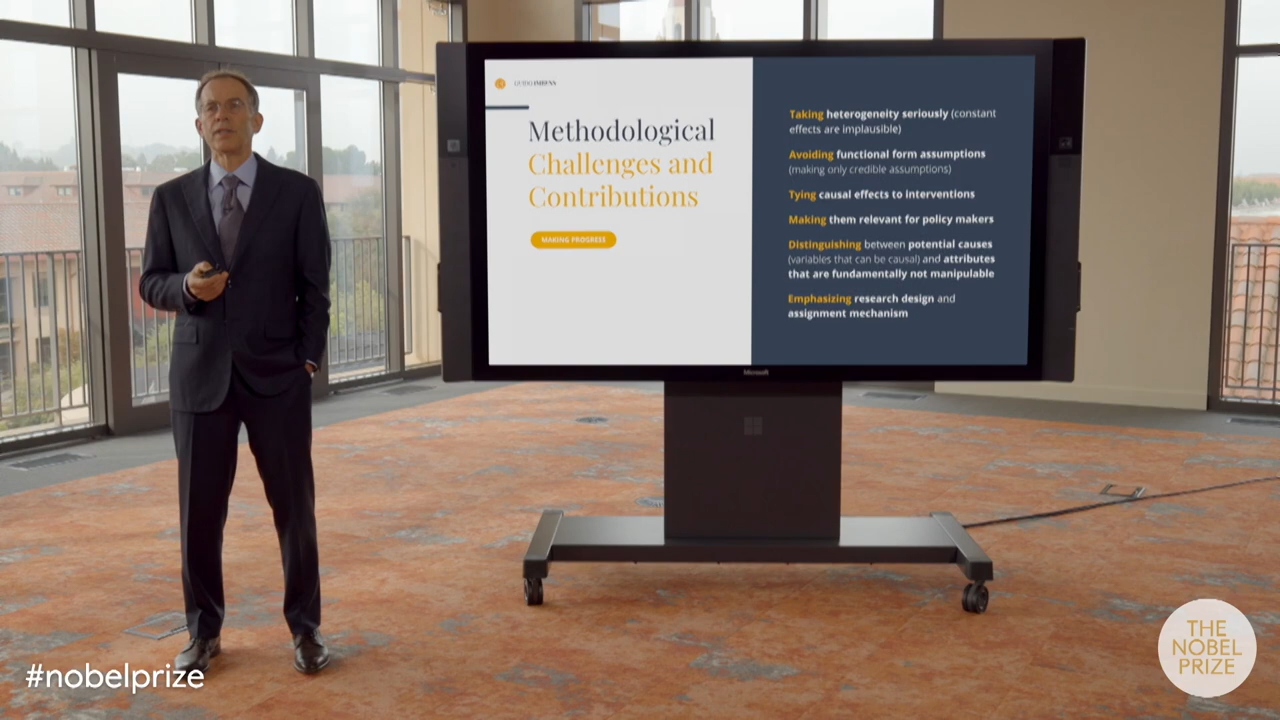 GUIDO IMBENS
Methodological
Challenges and
Contributions
MAKING PROGRESS
Taking heterogeneity seriously (constant
effects are implausible)
Avoiding functional form assumptions
(making only credible assumptions)
Tying causal effects to interventions
Making them relevant for policy makers
Distinguishing between potential causes
(variables that can be causal) and attributes
that are fundamentally not manipulable
Emphasizing research design and
assignment mechanism
Microsoft
#nobelprize
THE
NOBEL
PRIZE